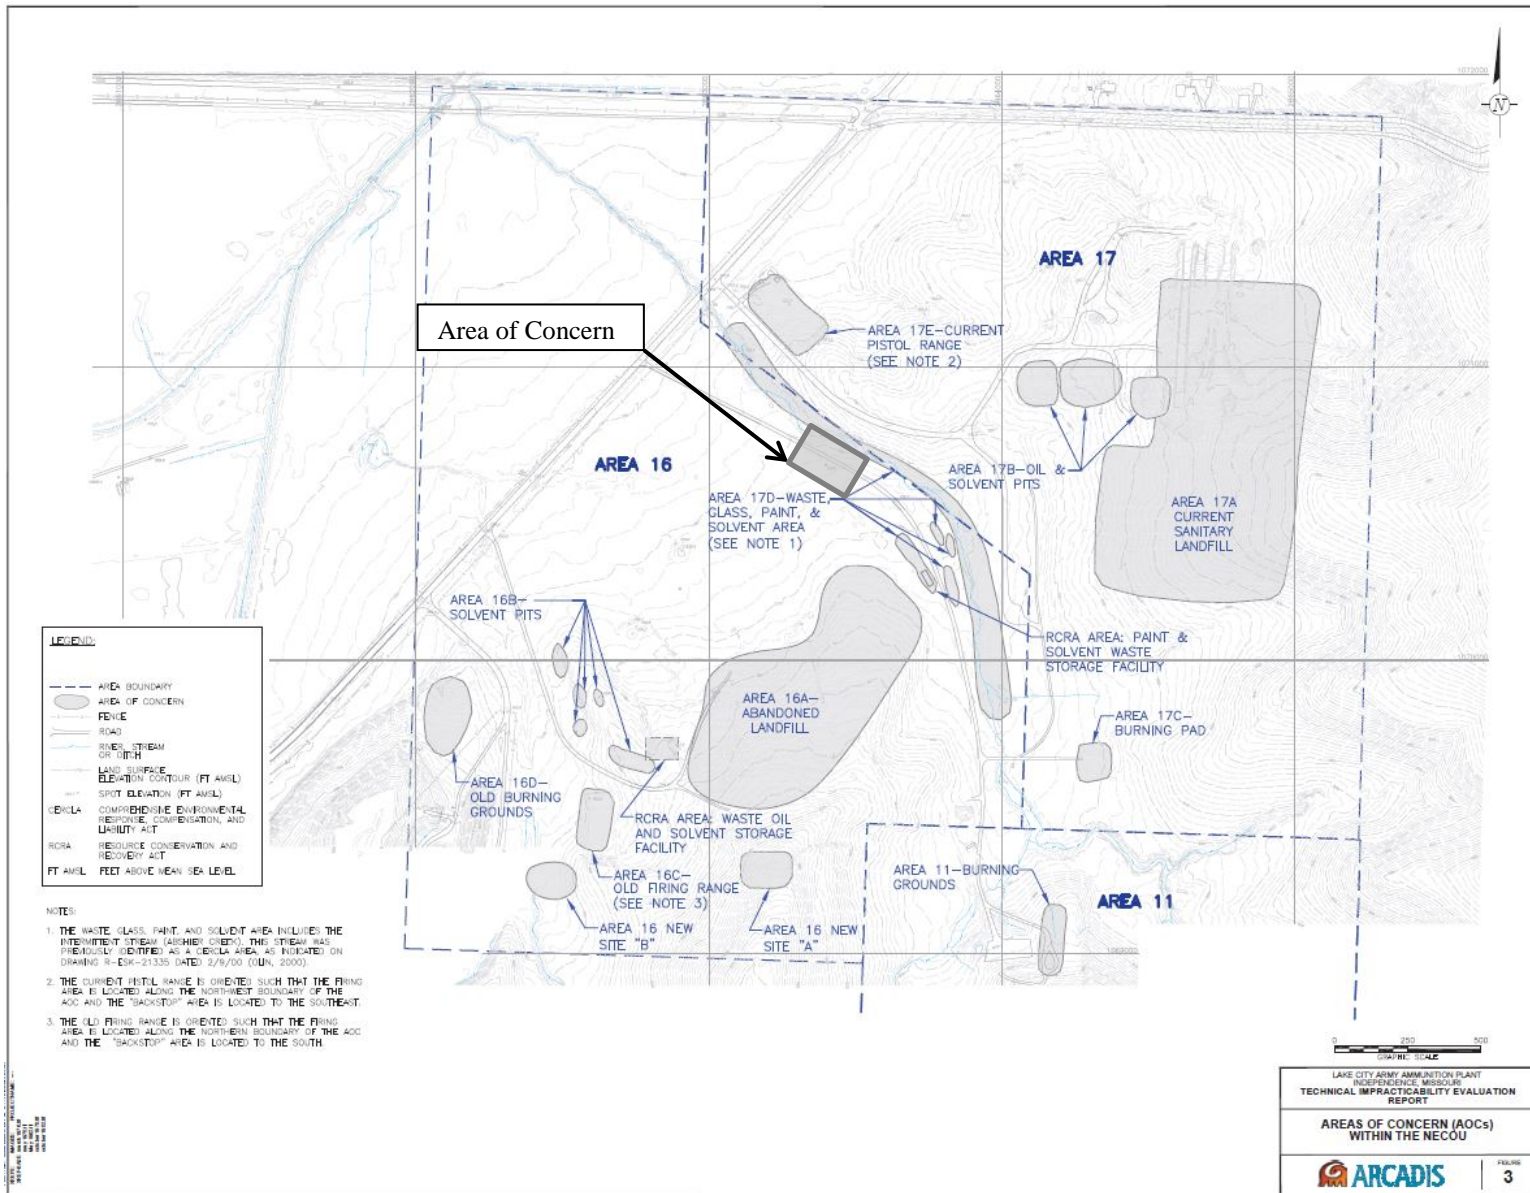 1072000
N
AREA 17
Area of Concern
AREA 17E-CURRENT
PISTOL RANGE
(SEE NOTE 2)
1071000
AREA 16
AREA 17B-OIL &
SOLVENT PITS
AREA 17D-WASTE,
GLASS, PAINT, &
SOLVENT AREA
(SEE NOTE 1)
AREA 17A
CURRENT
SANITARY
LANDFILL
AREA 16B-
SOLVENT PITS
RCRA AREA: PAINT &
SOLVENT WASTE
STORAGE FACILITY
1070000
AREA 16A-
ABANDONED
LANDFILL
AREA 17C-
BURNING PAD
AREA 16D-
OLD BURNING
GROUNDS
RCRA AREA: WASTE OIL
AND SOLVENT STORAGE
FACILITY
AREA 16C-
OLD FIRING RANGE
(SEE NOTE 3)
AREA 11-BURNING
GROUNDS
AREA 11
AREA 16 NEW
SITE "B"
AREA 16 NEW
SITE "A"
1069000
LEGEND:
AREA BOUNDARY
AREA OF CONCERN
FENCE
ROAD
RIVER, STREAM
OR DITCH
LAND SURFACE
ELEVATION CONTOUR (FT AMSL)
SPOT ELEVATION (FT AMSL)
CERCLA COMPREHENSIVE ENVIRONMENTAL
RESPONSE, COMPENSATION, AND
LIABILITY ACT
RCRA RESOURCE CONSERVATION AND
RECOVERY ACT
FT AMSL FEET ABOVE MEAN SEA LEVEL
NOTES:
1. THE WASTE, GLASS, PAINT, AND SOLVENT AREA INCLUDES THE
INTERMITTENT STREAM (ABSHIER CREEK). THIS STREAM WAS
PREVIOUSLY IDENTIFIED AS A CERCLA AREA, AS INDICATED ON
DRAWING R-ESK-21335 DATED 2/9/00 (OLIN, 2000).
2. THE CURRENT PISTOL RANGE IS ORIENTED SUCH THAT THE FIRING
AREA IS LOCATED ALONG THE NORTHWEST BOUNDARY OF THE
AOC AND THE "BACKSTOP" AREA IS LOCATED TO THE SOUTHEAST.
3. THE OLD FIRING RANGE IS ORIENTED SUCH THAT THE FIRING
AREA IS LOCATED ALONG THE NORTHERN BOUNDARY OF THE AOC
AND THE "BACKSTOP" AREA IS LOCATED TO THE SOUTH.
0 250 500
GRAPHIC SCALE
LAKE CITY ARMY AMMUNITION PLANT
INDEPENDENCE, MISSOURI
TECHNICAL IMPRACTICABILITY EVALUATION
REPORT
AREAS OF CONCERN (AOCs)
WITHIN THE NECOU
ARCADIS
FIGURE
3